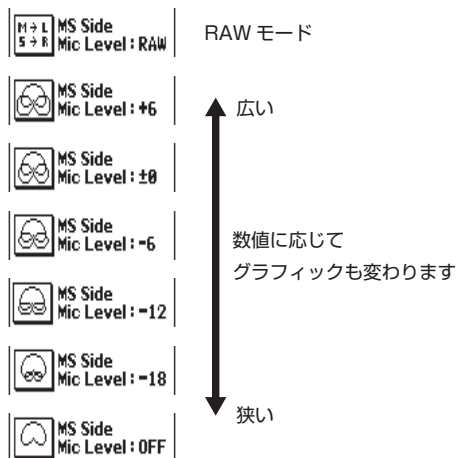 M→L MS Side
S→R Mic Level:RAW
RAW モード
MS Side
Mic Level:+6
広い
MS Side
Mic Level:±0
MS Side
Mic Level:-6
数値に応じて
グラフィックも変わります
MS Side
Mic Level:-12
MS Side
Mic Level:-18
狭い
MS Side
Mic Level:OFF